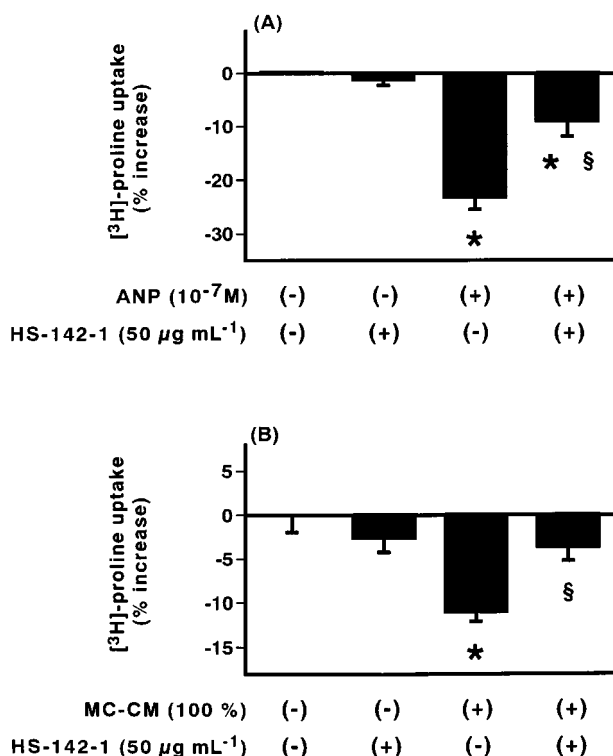 (A)
[³H]-proline uptake
(% increase)
0
-10
-20
-30
* § 
*
ANP (10⁻⁷M) (-) (-) (+) (+)
HS-142-1 (50 µg mL⁻¹) (-) (+) (-) (+)
(B)
[³H]-proline uptake
(% increase)
5
0
-5
-10
-15
§
*
MC-CM (100 %) (-) (-) (+) (+)
HS-142-1 (50 µg mL⁻¹) (-) (+) (-) (+)